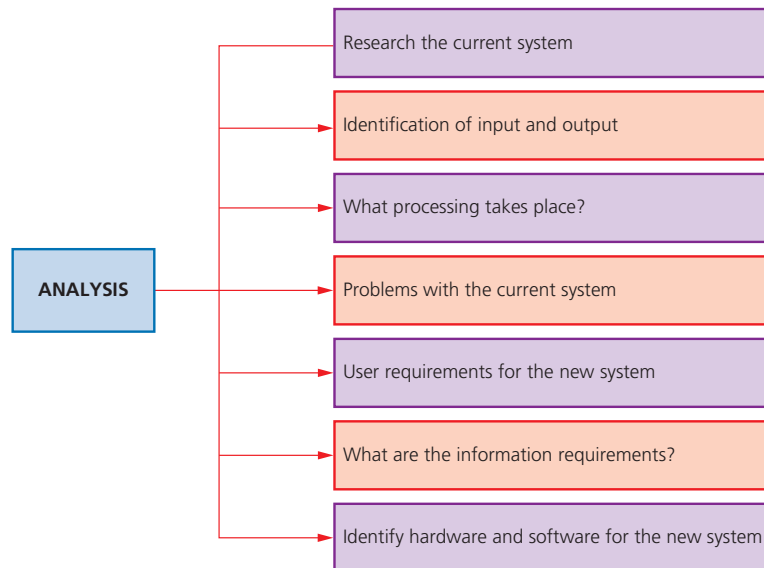 Research the current system
Identification of input and output
What processing takes place?
ANALYSIS
Problems with the current system
User requirements for the new system
What are the information requirements?
Identify hardware and software for the new system